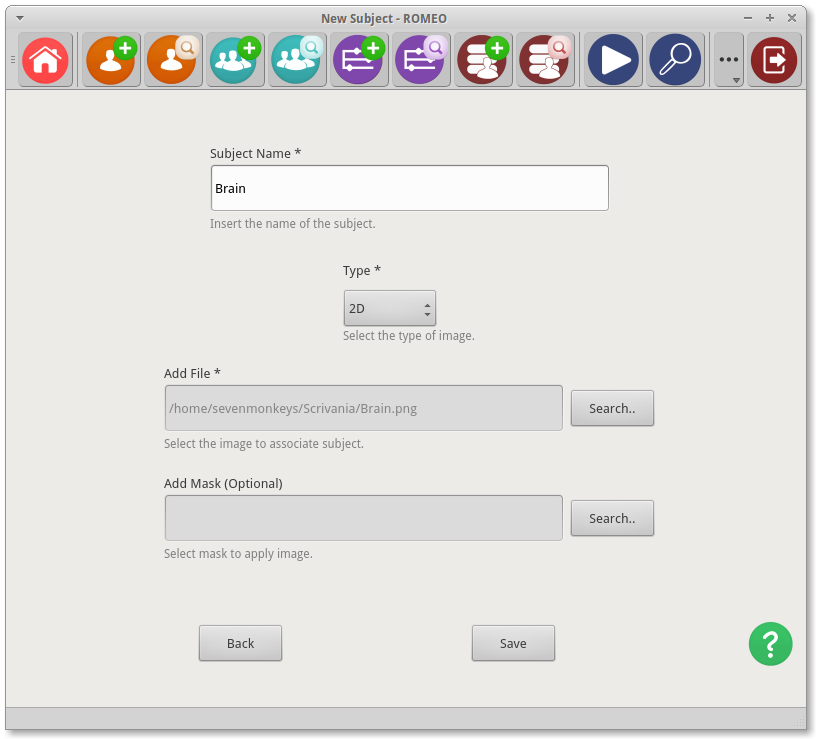 New Subject - ROMEO
Subject Name *
Brain
Insert the name of the subject.
Type *
2D
Select the type of image.
Add File *
/home/sevenmonkeys/Scrivania/Brain.png
Search..
Select the image to associate subject.
Add Mask (Optional)
Search..
Select mask to apply image.
Back
Save
?